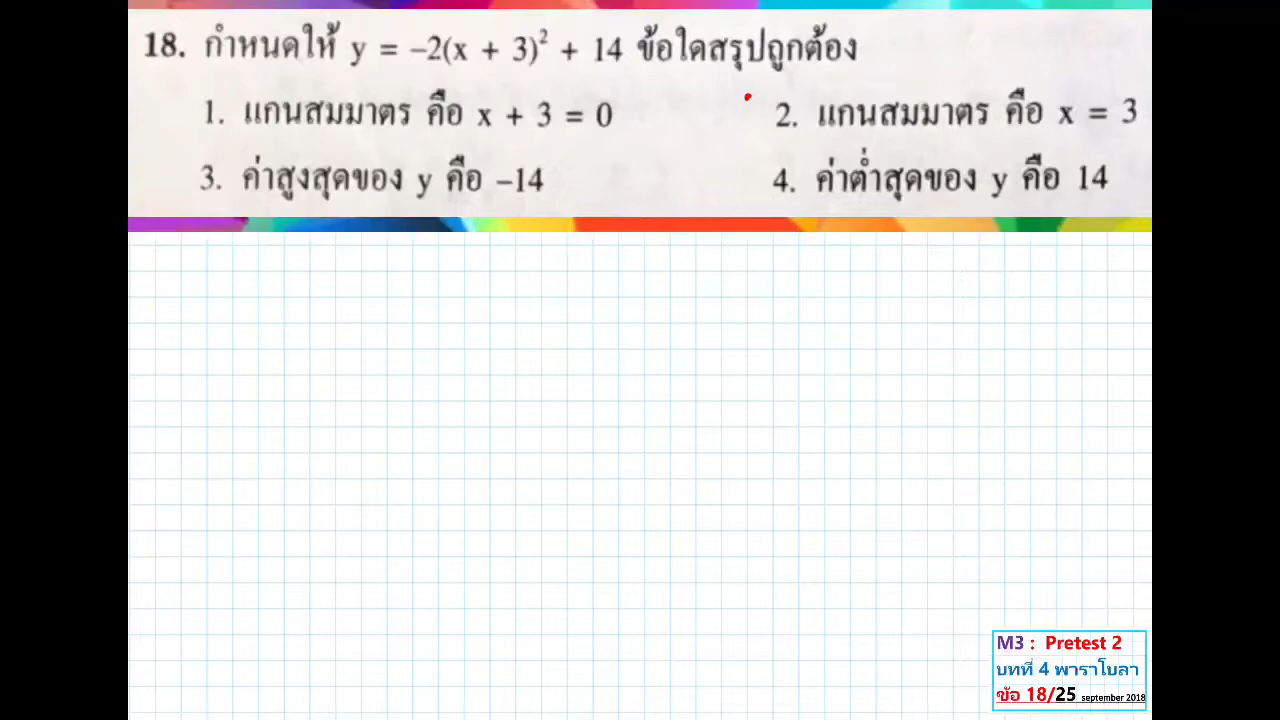 18. กำหนดให้ y = –2(x + 3)² + 14 ข้อใดสรุปถูกต้อง
1. แกนสมมาตร คือ x + 3 = 0 2. แกนสมมาตร คือ x = 3
3. ค่าสูงสุดของ y คือ –14 4. ค่าต่ำสุดของ y คือ 14
M3 : Pretest 2
บทที่ 4 พาราโบลา
ข้อ 18/25 september 2018